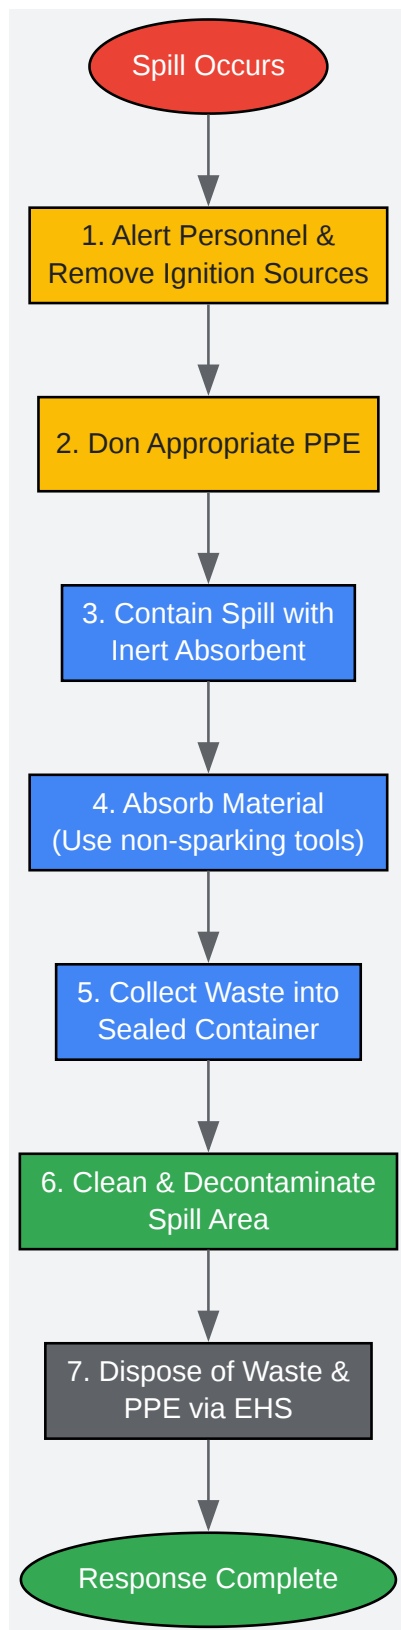 Spill Occurs
1. Alert Personnel &
Remove Ignition Sources
2. Don Appropriate PPE
3. Contain Spill with
Inert Absorbent
4. Absorb Material
(Use non-sparking tools)
5. Collect Waste into
Sealed Container
6. Clean & Decontaminate
Spill Area
7. Dispose of Waste &
PPE via EHS
Response Complete